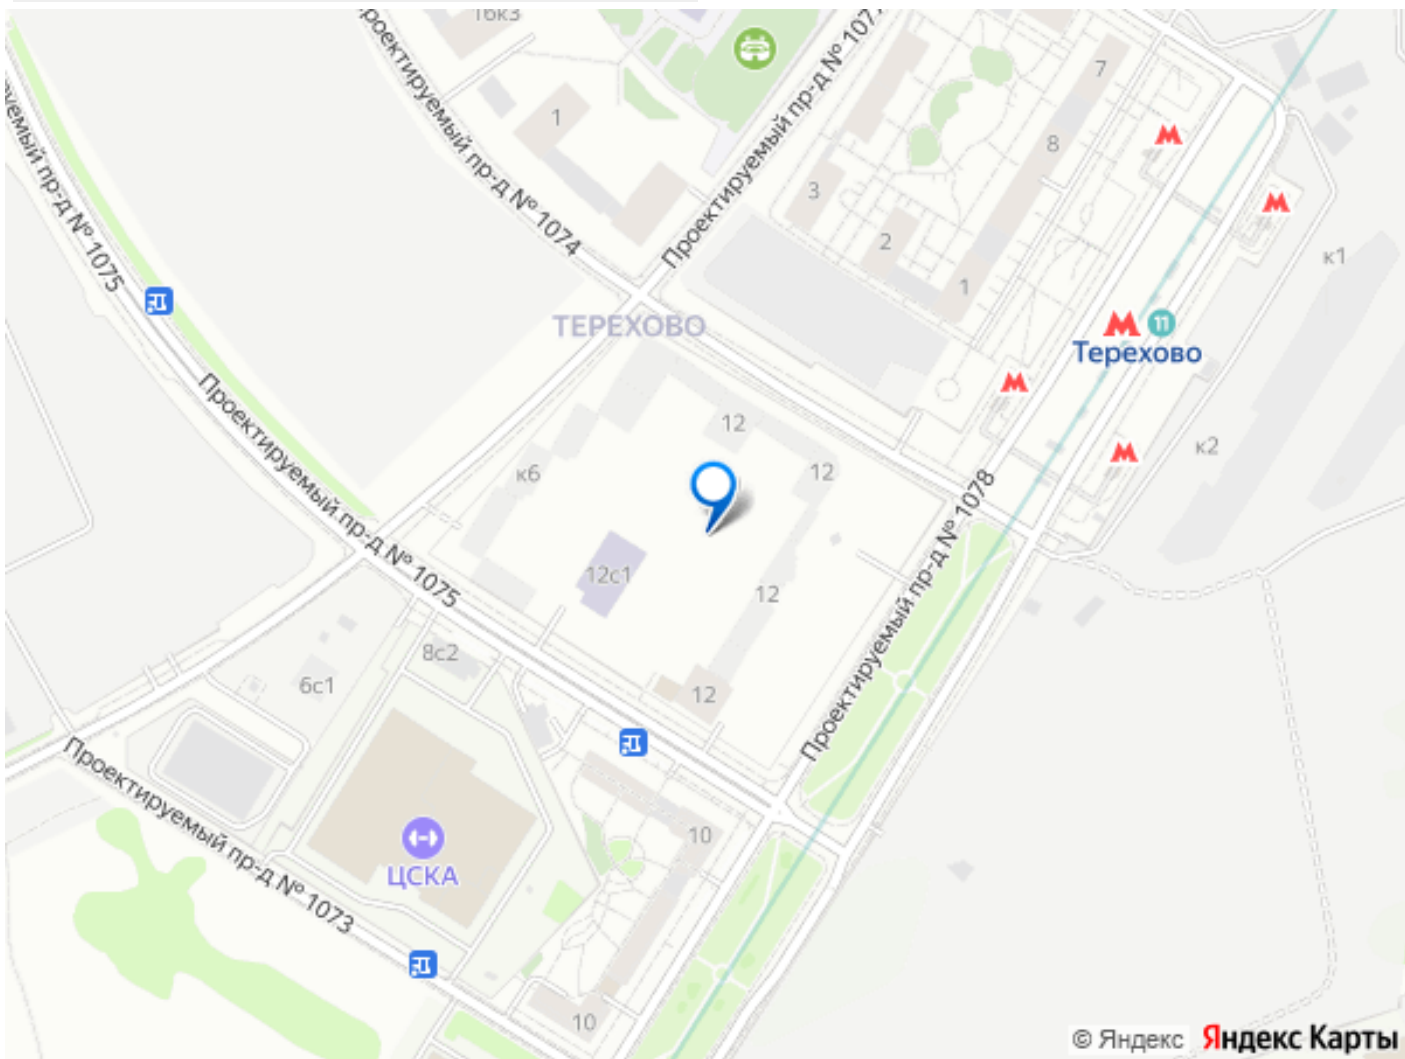 16к3
Проектируемый пр-д № 1074
Проектируемый пр-д № 1077
Проектируемый пр-д № 1075
7
1
8
3
2
1
к1
ТЕРЕХОВО
11
Терехово
12
12
к6
к2
Проектируемый пр-д № 1075
Проектируемый пр-д № 1078
12с1
12
8с2
6с1
12
Проектируемый пр-д № 1073
10
ЦСКА
10
© Яндекс Яндекс Карты